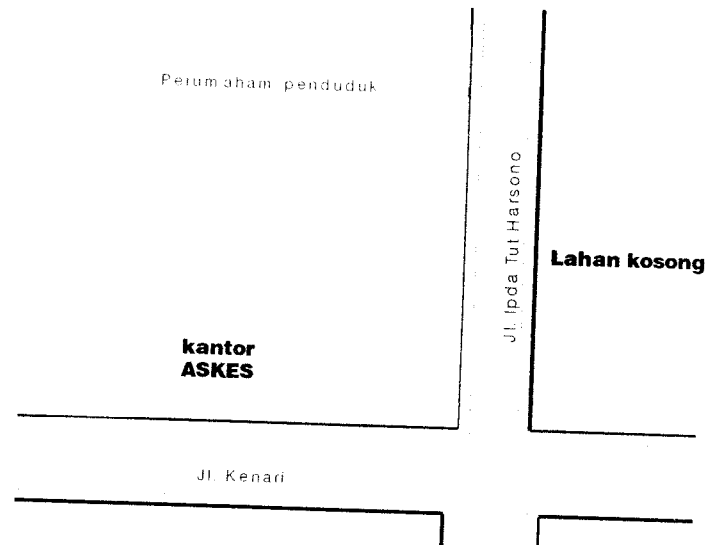 Perumaham penduduk
Jl. Ipda Tut Harsono
Lahan kosong
kantor
ASKES
Jl. Kenari